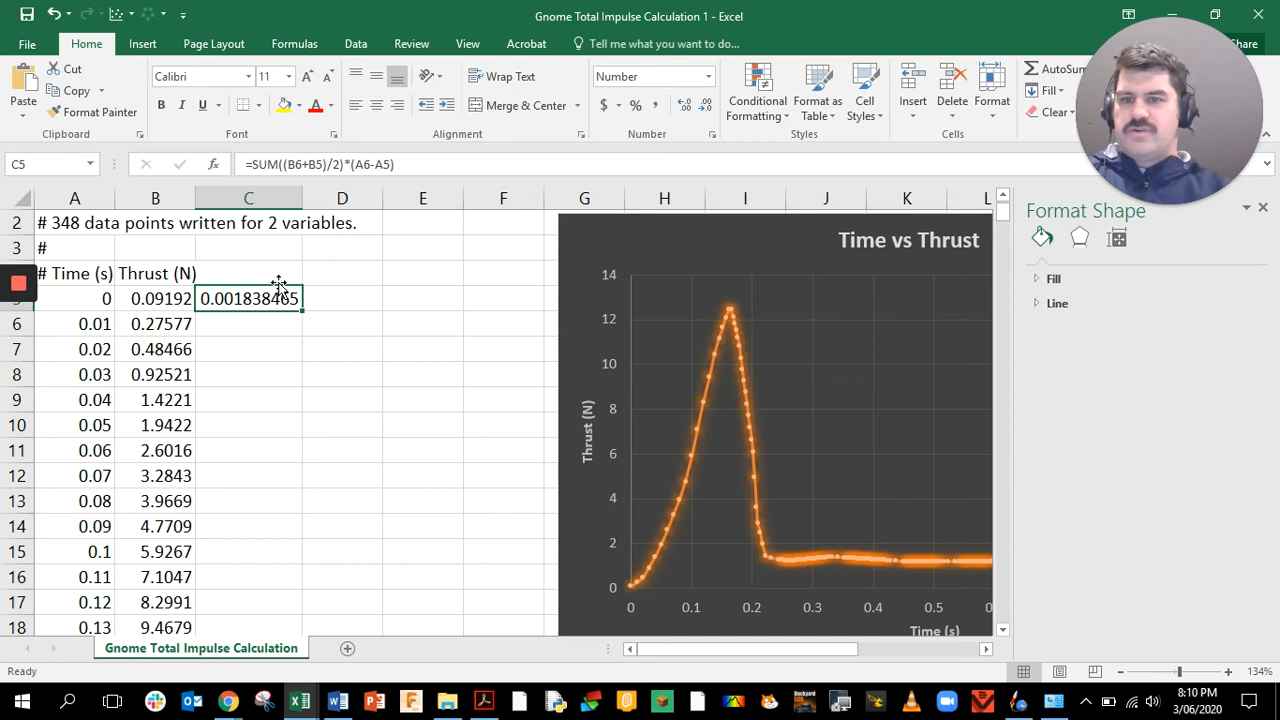 Gnome Total Impulse Calculation 1 - Excel
File Home Insert Page Layout Formulas Data Review View Acrobat Tell me what you want to do... Share
Paste Cut Copy Format Painter
Calibri 11
B I U
Wrap Text
Merge & Center
Number
$ % ,
Conditional Formatting Format as Table Cell Styles
Insert Delete Format
AutoSum
Fill
Clear
Clipboard Font Alignment Number Styles Cells
C5 fx =SUM((B6+B5)/2)*(A6-A5)
A B C D E F G H I J K L
2 # 348 data points written for 2 variables.
3 #
# Time (s) Thrust (N)
0 0.09192 0.001838465
6 0.01 0.27577
7 0.02 0.48466
8 0.03 0.92521
9 0.04 1.4221
10 0.05 1.9422
11 0.06 2.6016
12 0.07 3.2843
13 0.08 3.9669
14 0.09 4.7709
15 0.1 5.9267
16 0.11 7.1047
17 0.12 8.2991
18 0.13 9.4679
Time vs Thrust
14
12
10
8
6
4
2
0
Thrust (N)
0 0.1 0.2 0.3 0.4 0.5
Time (s)
Format Shape
Fill
Line
Gnome Total Impulse Calculation
Ready
134%
8:10 PM
3/06/2020